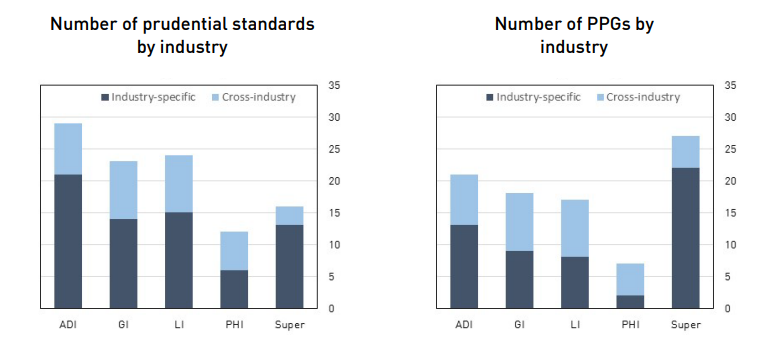 Number of prudential standards
by industry
Industry-specific Cross-industry
35
30
25
20
15
10
5
0
ADI GI LI PHI Super
Number of PPGs by
industry
Industry-specific Cross-industry
35
30
25
20
15
10
5
0
ADI GI LI PHI Super